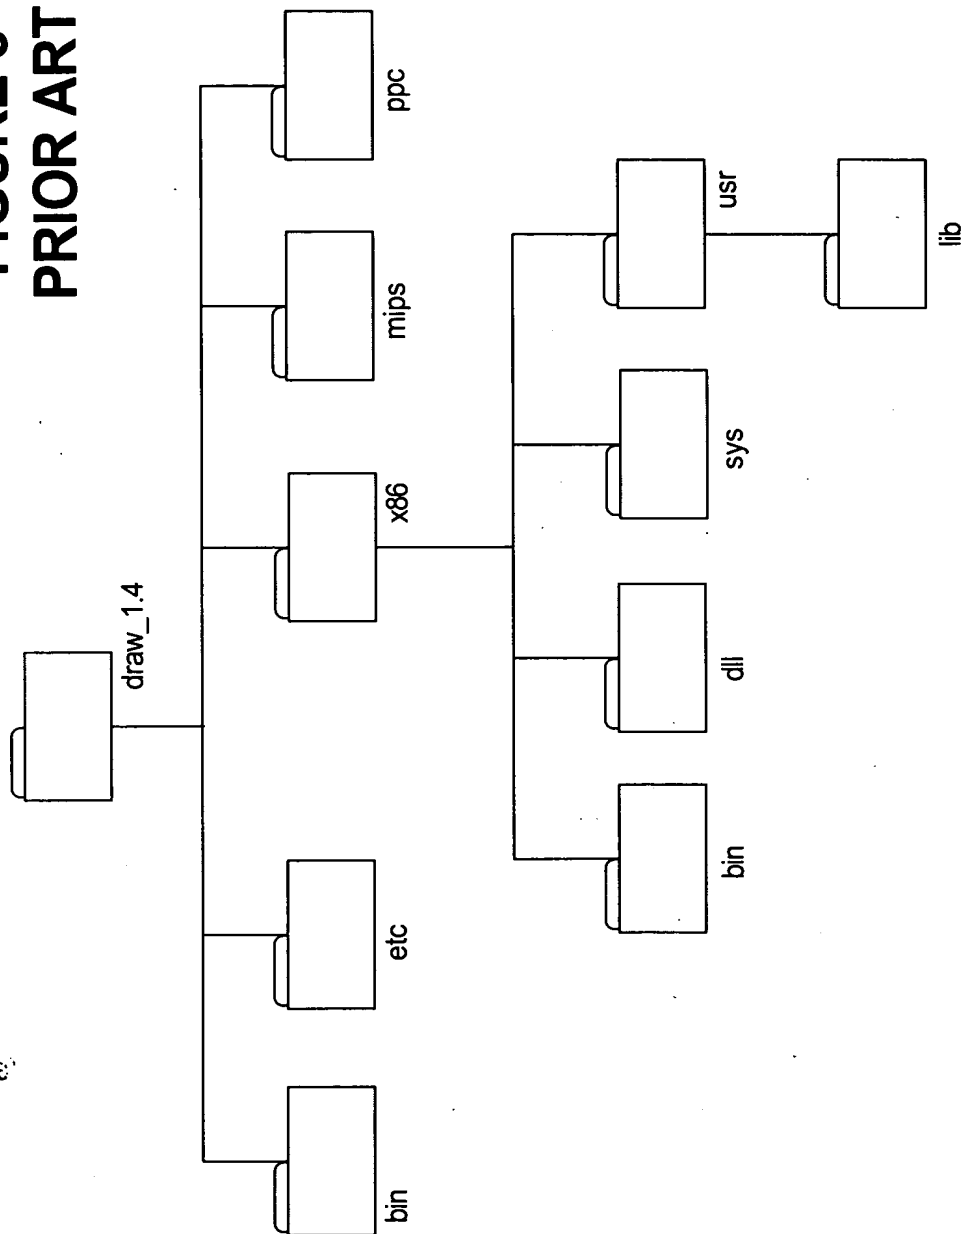 PRIOR ART
draw_1.4
bin
etc
x86
mips
ppc
bin
dll
sys
usr
lib